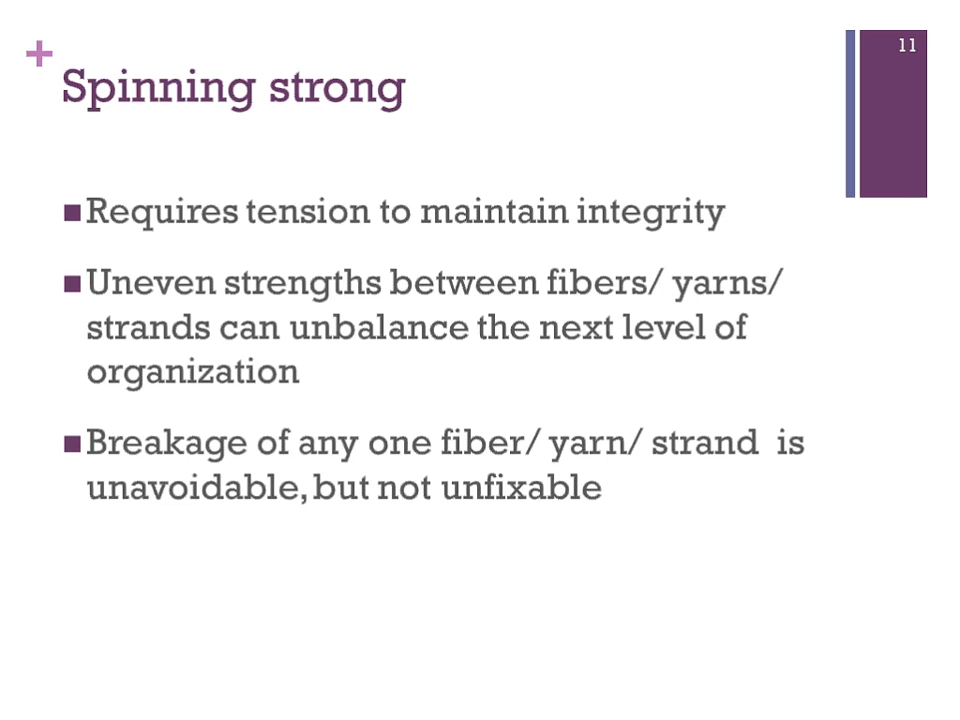 11
+
Spinning strong
Requires tension to maintain integrity
Uneven strengths between fibers/ yarns/
strands can unbalance the next level of
organization
Breakage of any one fiber/ yarn/ strand  is
unavoidable, but not unfixable